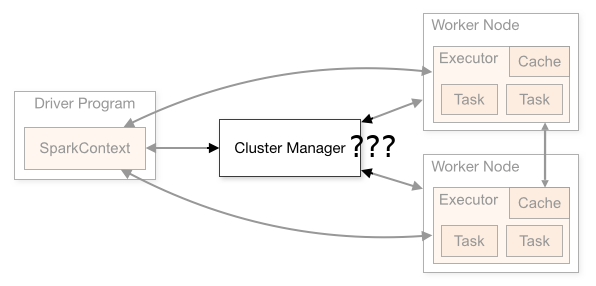 Driver Program
SparkContext
Cluster Manager
???
Worker Node
Executor
Cache
Task
Task
Worker Node
Executor
Cache
Task
Task